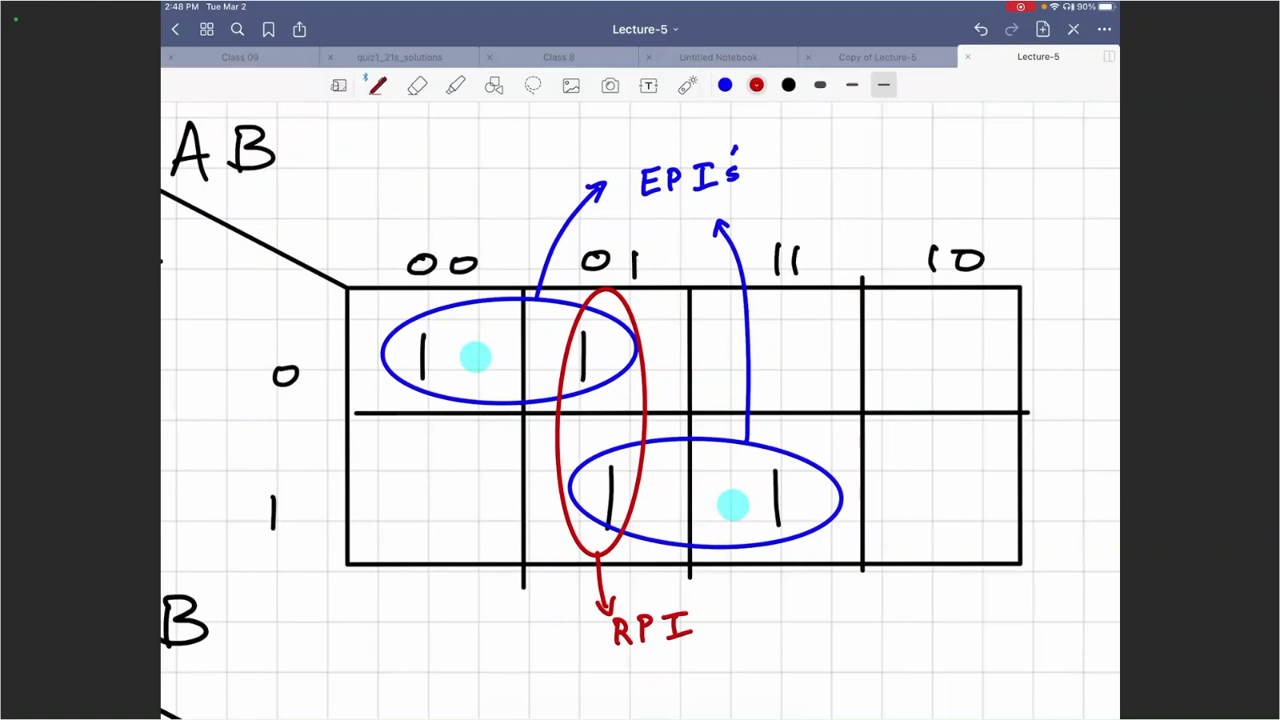 2:48 PM Tue Mar 2
90%
Lecture-5
Class 09
quiz1_21s_solutions
Class 8
Untitled Notebook
Copy of Lecture-5
Lecture-5
T
AB
EPI's
00 01 11 10
0 1 1
1 1 1
RPI
B